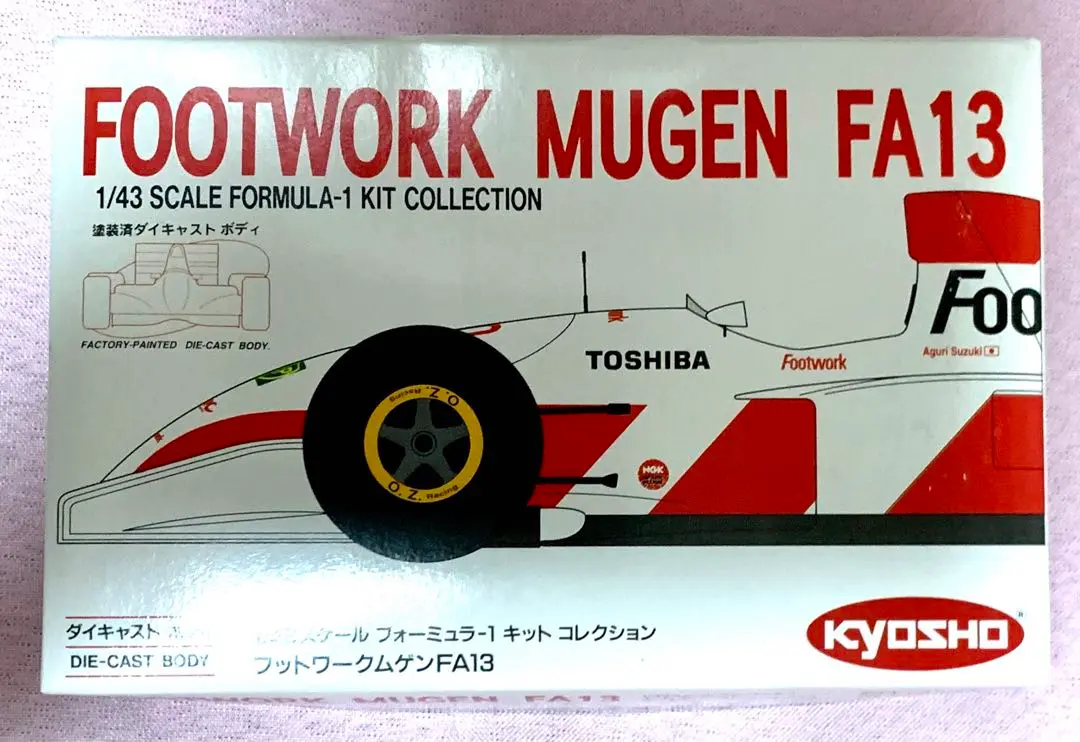 FOOTWORK MUGEN FA13
1/43 SCALE FORMULA-1 KIT COLLECTION
塗装済ダイキャスト ボディ
FACTORY-PAINTED DIE-CAST BODY.
Foo
Aguri Suzuki
TOSHIBA
Footwork
O.Z. Racing
O.Z. Racing
NGK
ダイキャスト
スケール フォーミュラ-1 キット コレクション
DIE-CAST BODY
フットワークムゲンFA13
KYOSHO
MUGEN FA13